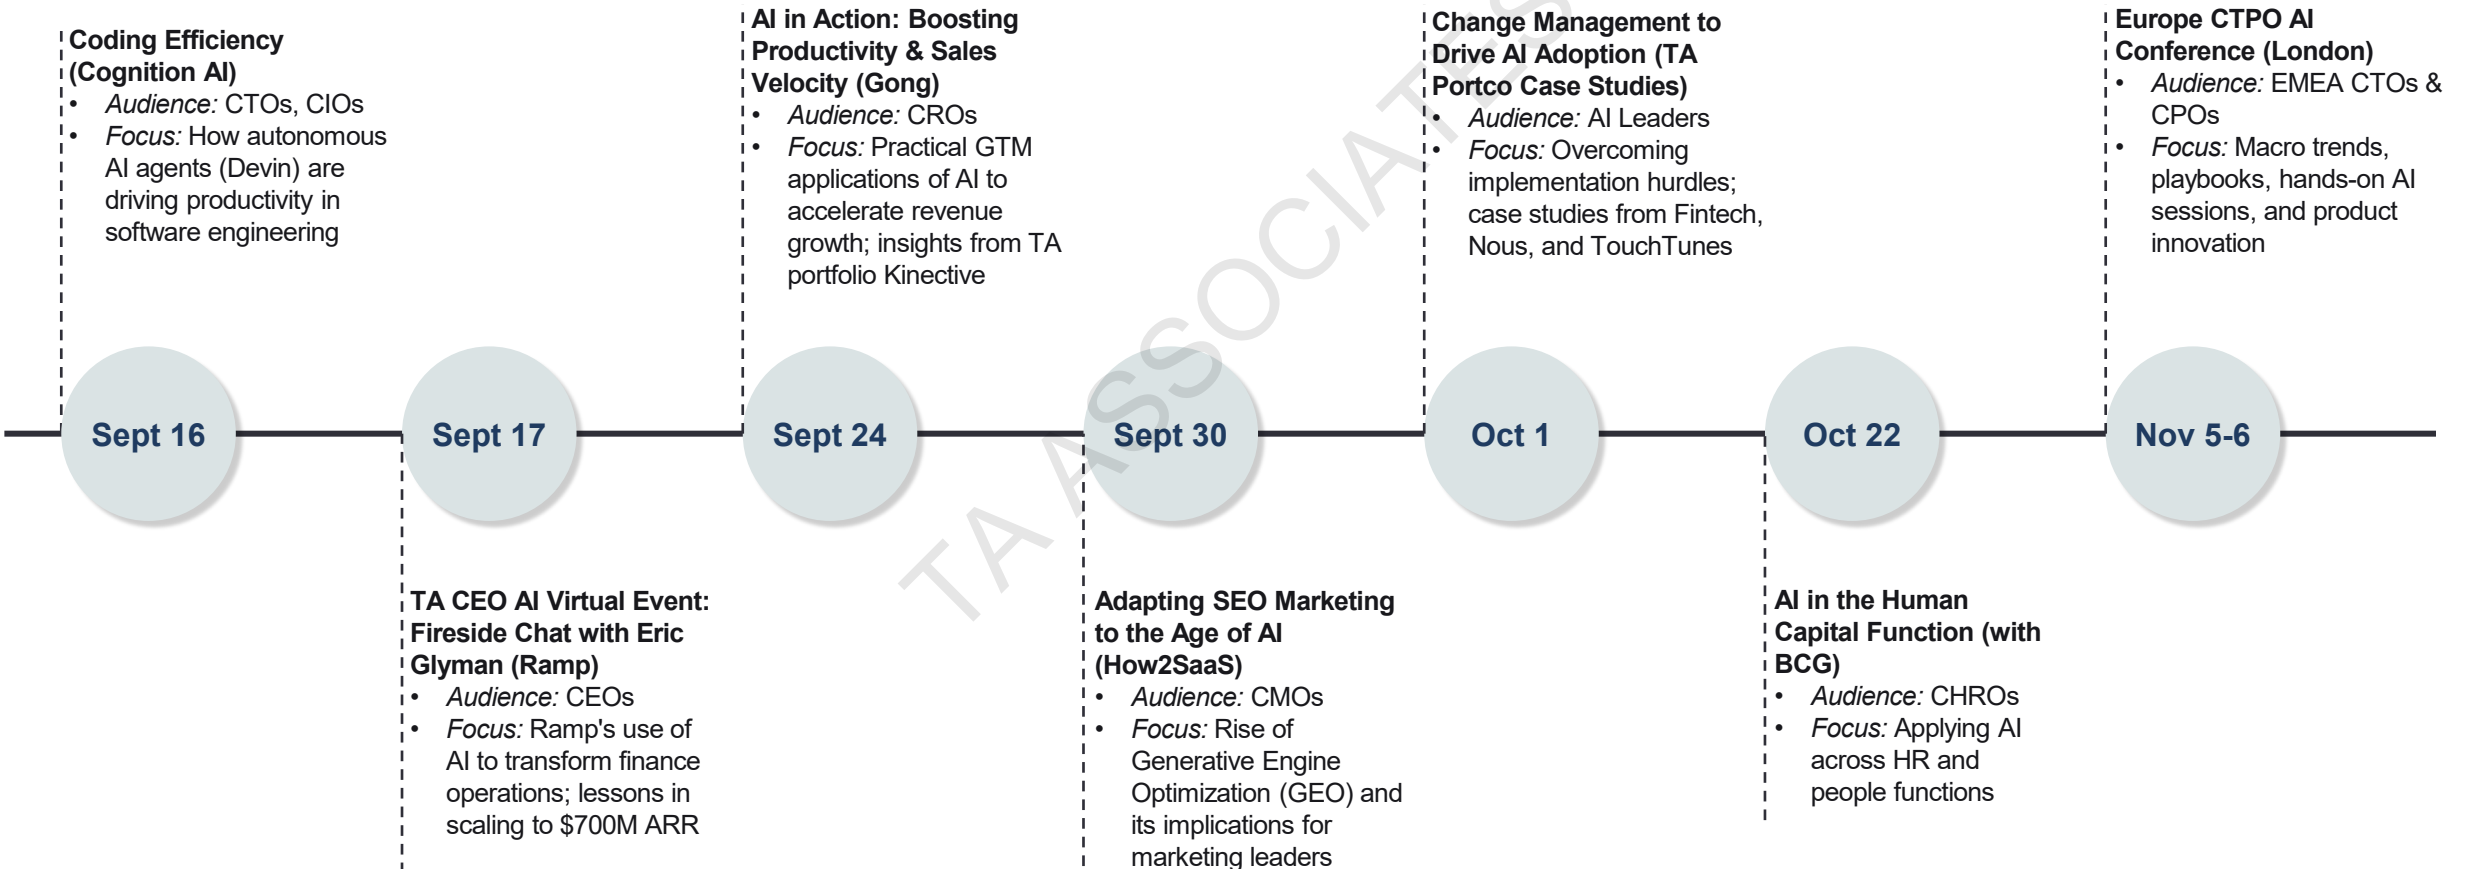 Coding Efficiency
(Cognition AI)
• Audience: CTOs, CIOs
• Focus: How autonomous
AI agents (Devin) are
driving productivity in
software engineering
AI in Action: Boosting
Productivity & Sales
Velocity (Gong)
• Audience: CROs
• Focus: Practical GTM
applications of AI to
accelerate revenue
growth; insights from TA
portfolio Kinective
Change Management to
Drive AI Adoption (TA
Portco Case Studies)
• Audience: AI Leaders
• Focus: Overcoming
implementation hurdles;
case studies from Fintech,
Nous, and TouchTunes
Europe CTPO AI
Conference (London)
• Audience: EMEA CTOs &
CPOs
• Focus: Macro trends,
playbooks, hands-on AI
sessions, and product
innovation
Sept 16
Sept 17
Sept 24
Sept 30
Oct 1
Oct 22
Nov 5-6
TA CEO AI Virtual Event:
Fireside Chat with Eric
Glyman (Ramp)
• Audience: CEOs
• Focus: Ramp's use of
AI to transform finance
operations; lessons in
scaling to $700M ARR
Adapting SEO Marketing
to the Age of AI
(How2SaaS)
• Audience: CMOs
• Focus: Rise of
Generative Engine
Optimization (GEO) and
its implications for
marketing leaders
AI in the Human
Capital Function (with
BCG)
• Audience: CHROs
• Focus: Applying AI
across HR and
people functions
TA ASSOCIATES